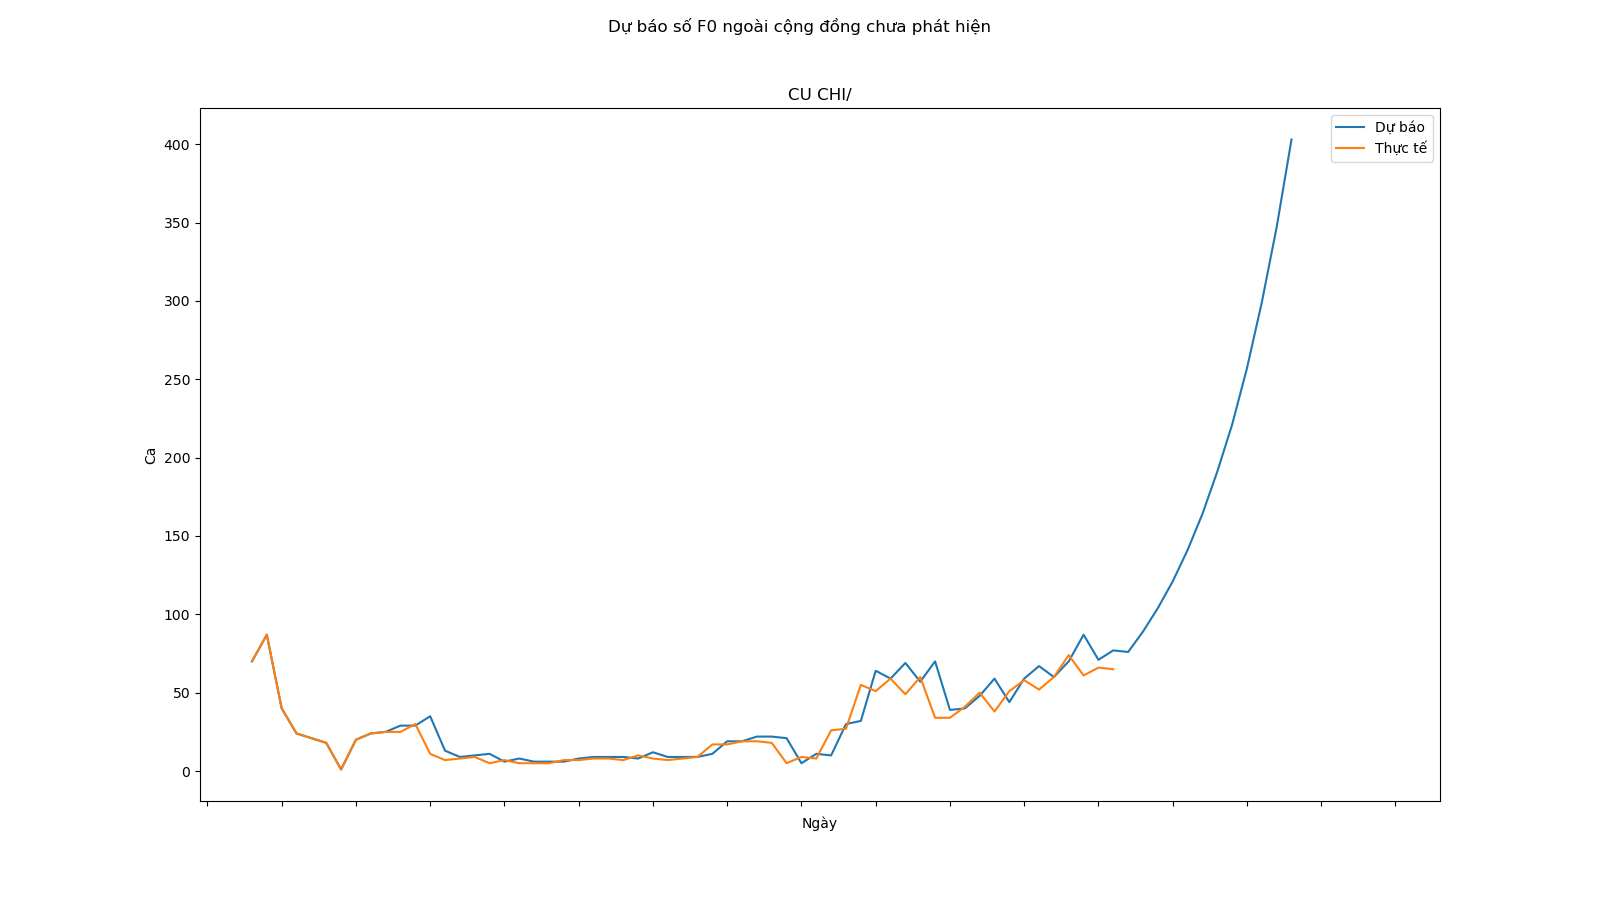 Dự báo số F0 ngoài cộng đồng chưa phát hiện
CU CHI/
Dự báo
Thực tế
400
350
300
250
200
150
100
50
0
Ca
Ngày